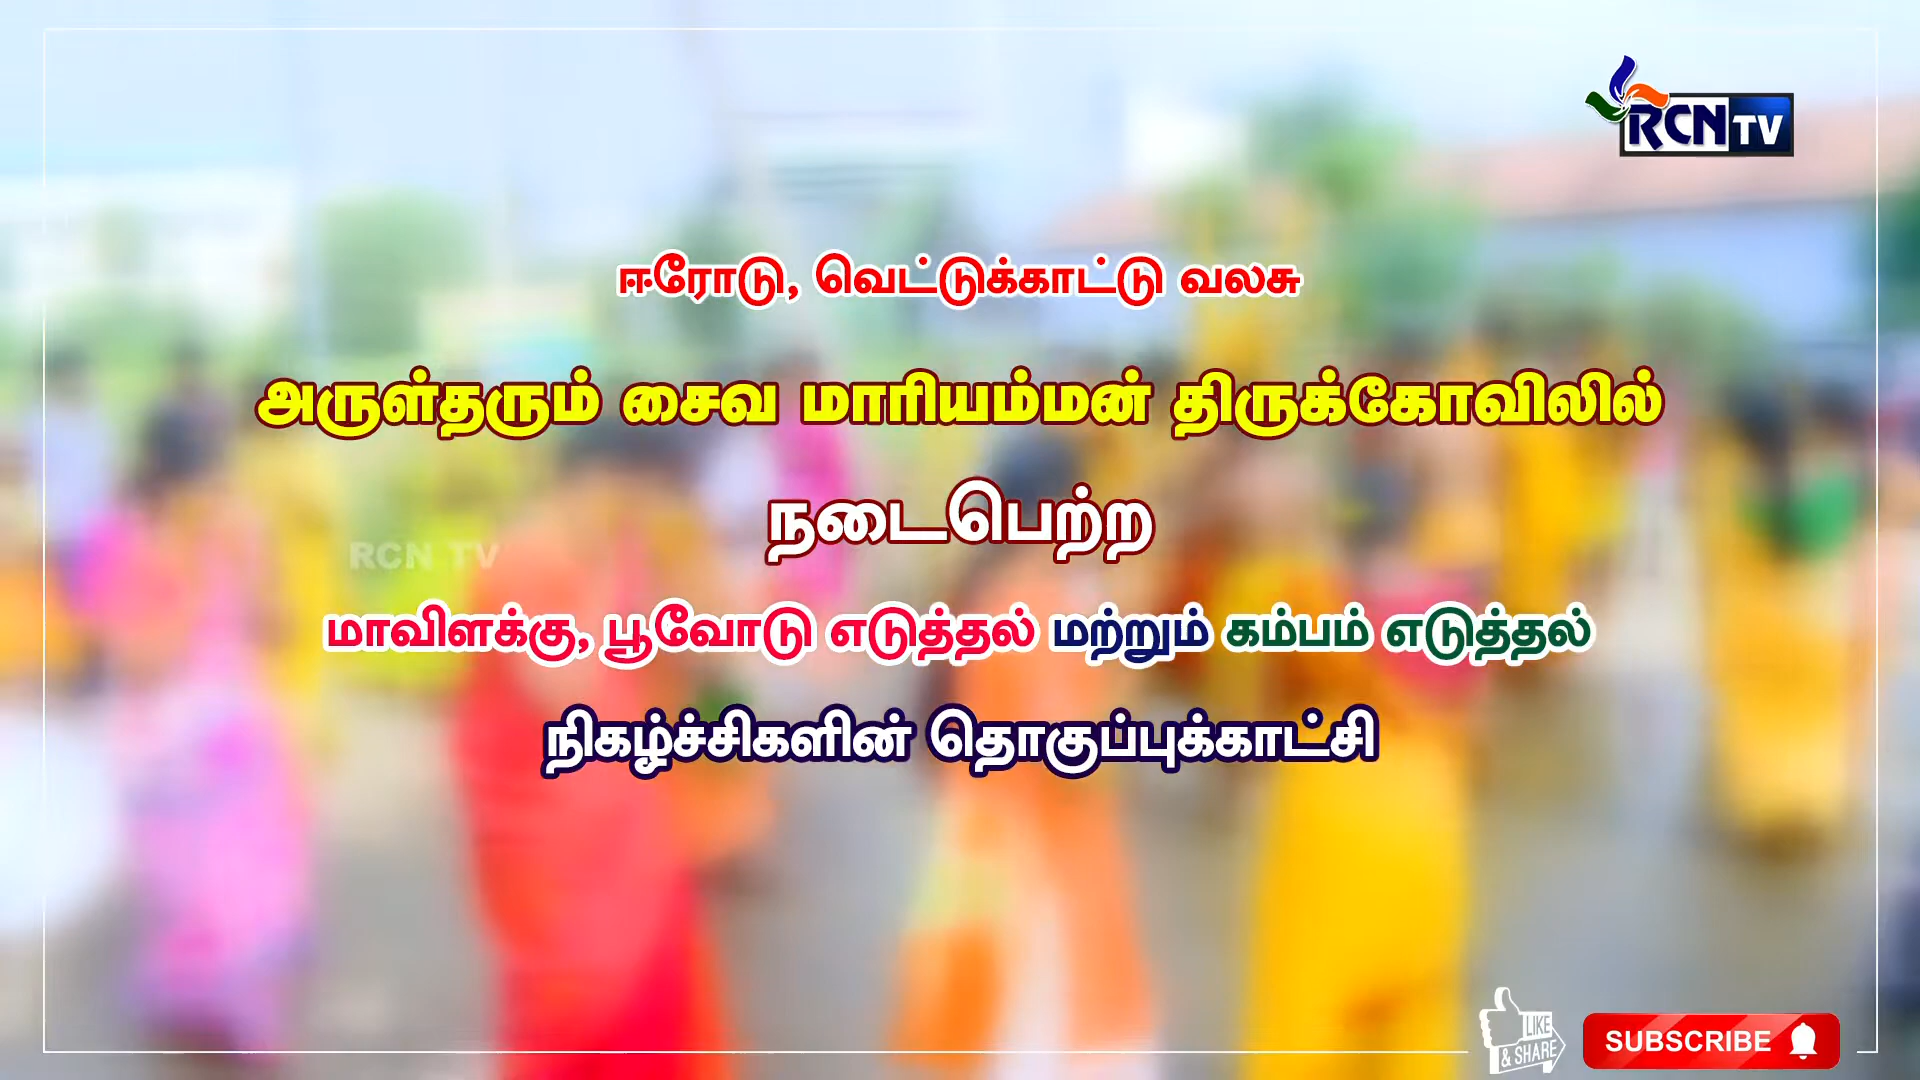 RCN TV
ஈரோடு, வெட்டுக்காட்டு வலசு
அருள்தரும் சைவ மாரியம்மன் திருக்கோவிலில்
நடைபெற்ற
RCN TV
மாவிளக்கு, பூவோடு எடுத்தல் மற்றும் கம்பம் எடுத்தல்
நிகழ்ச்சிகளின் தொகுப்புக்காட்சி
LIKE
& SHARE
SUBSCRIBE